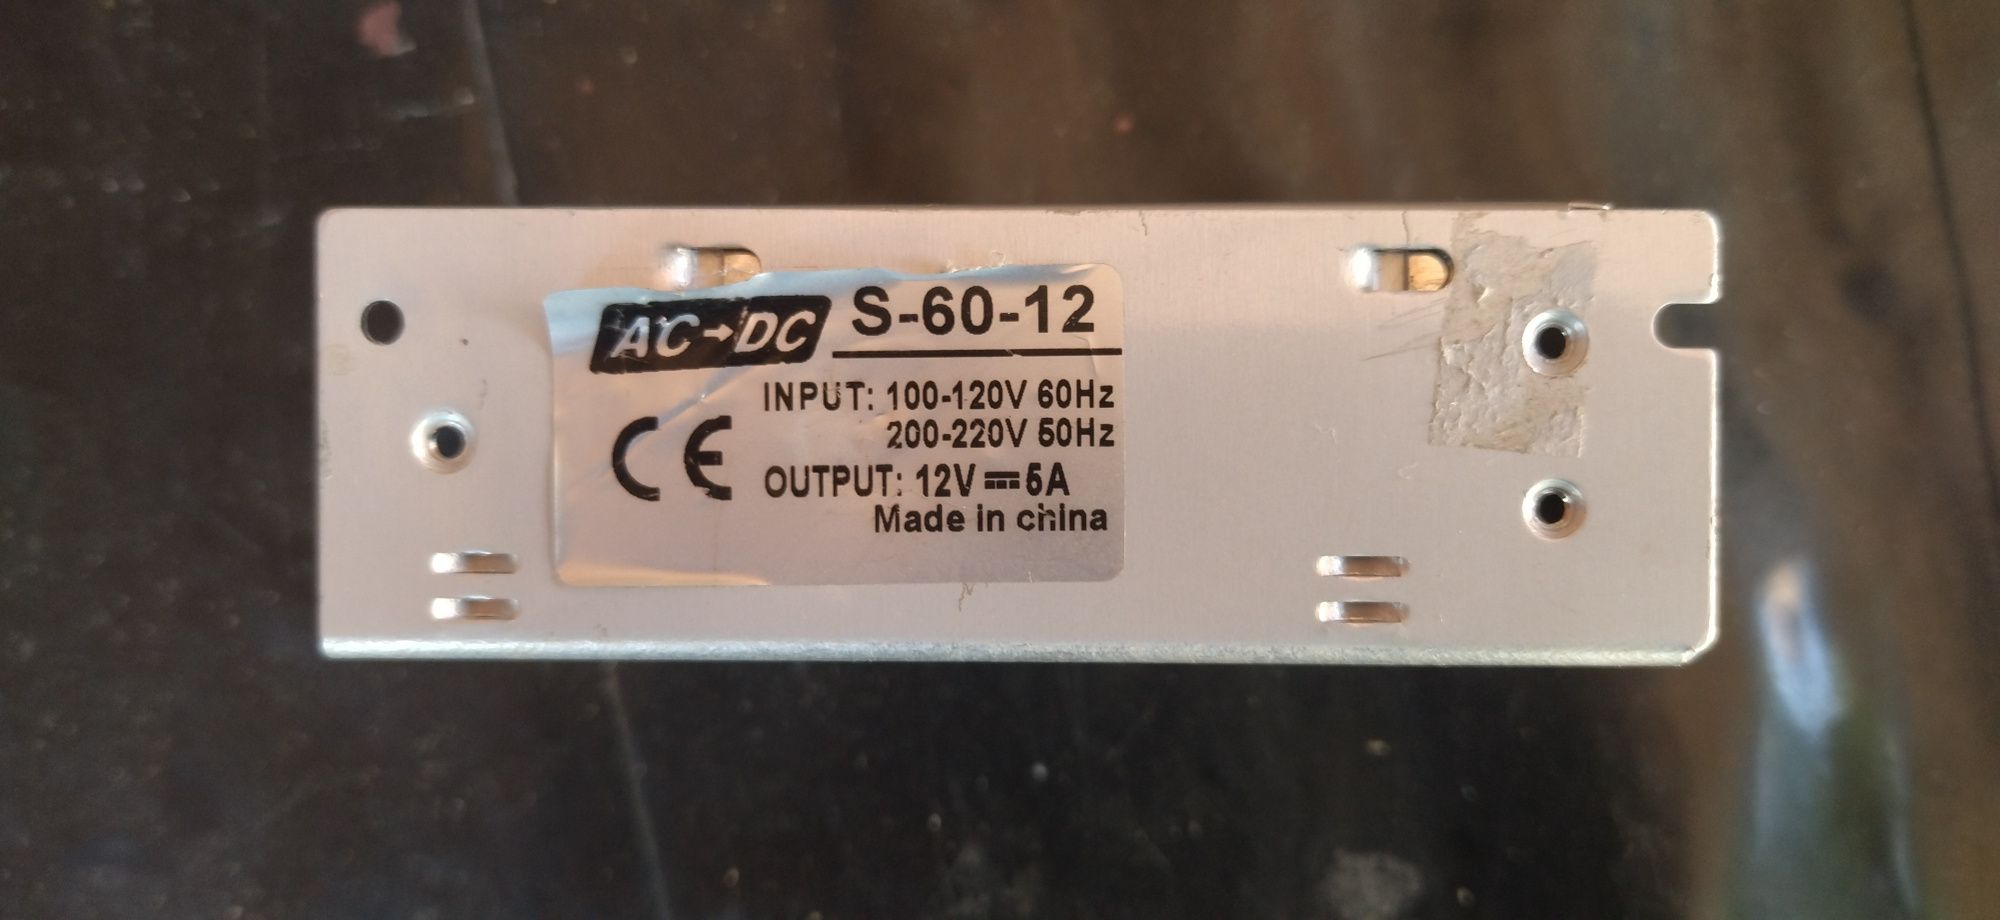 AC→DC S-60-12
INPUT: 100-120V 60Hz
200-220V 50Hz
CE OUTPUT: 12V⎓5A
Made in china